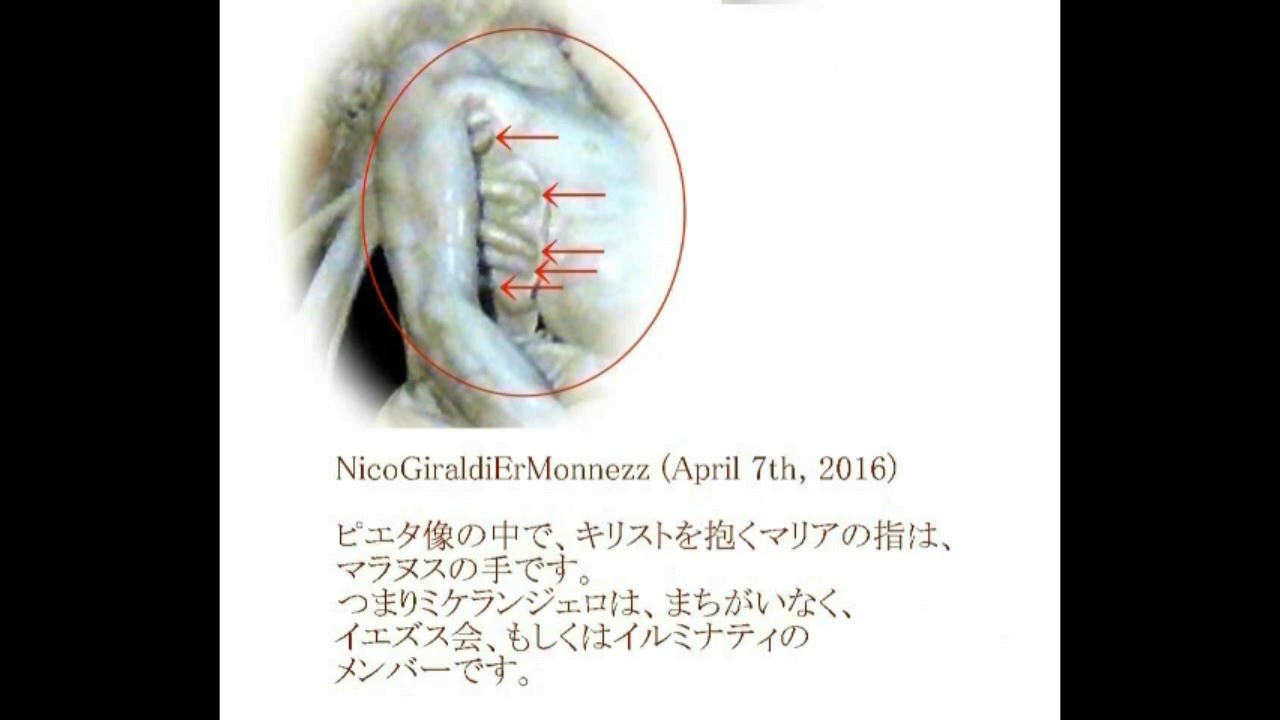 NicoGiraldiErMonnezz (April 7th, 2016)
ピエタ像の中で、キリストを抱くマリアの指は、
マラヌスの手です。
つまりミケランジェロは、まちがいなく、
イエズス会、もしくはイルミナティの
メンバーです。